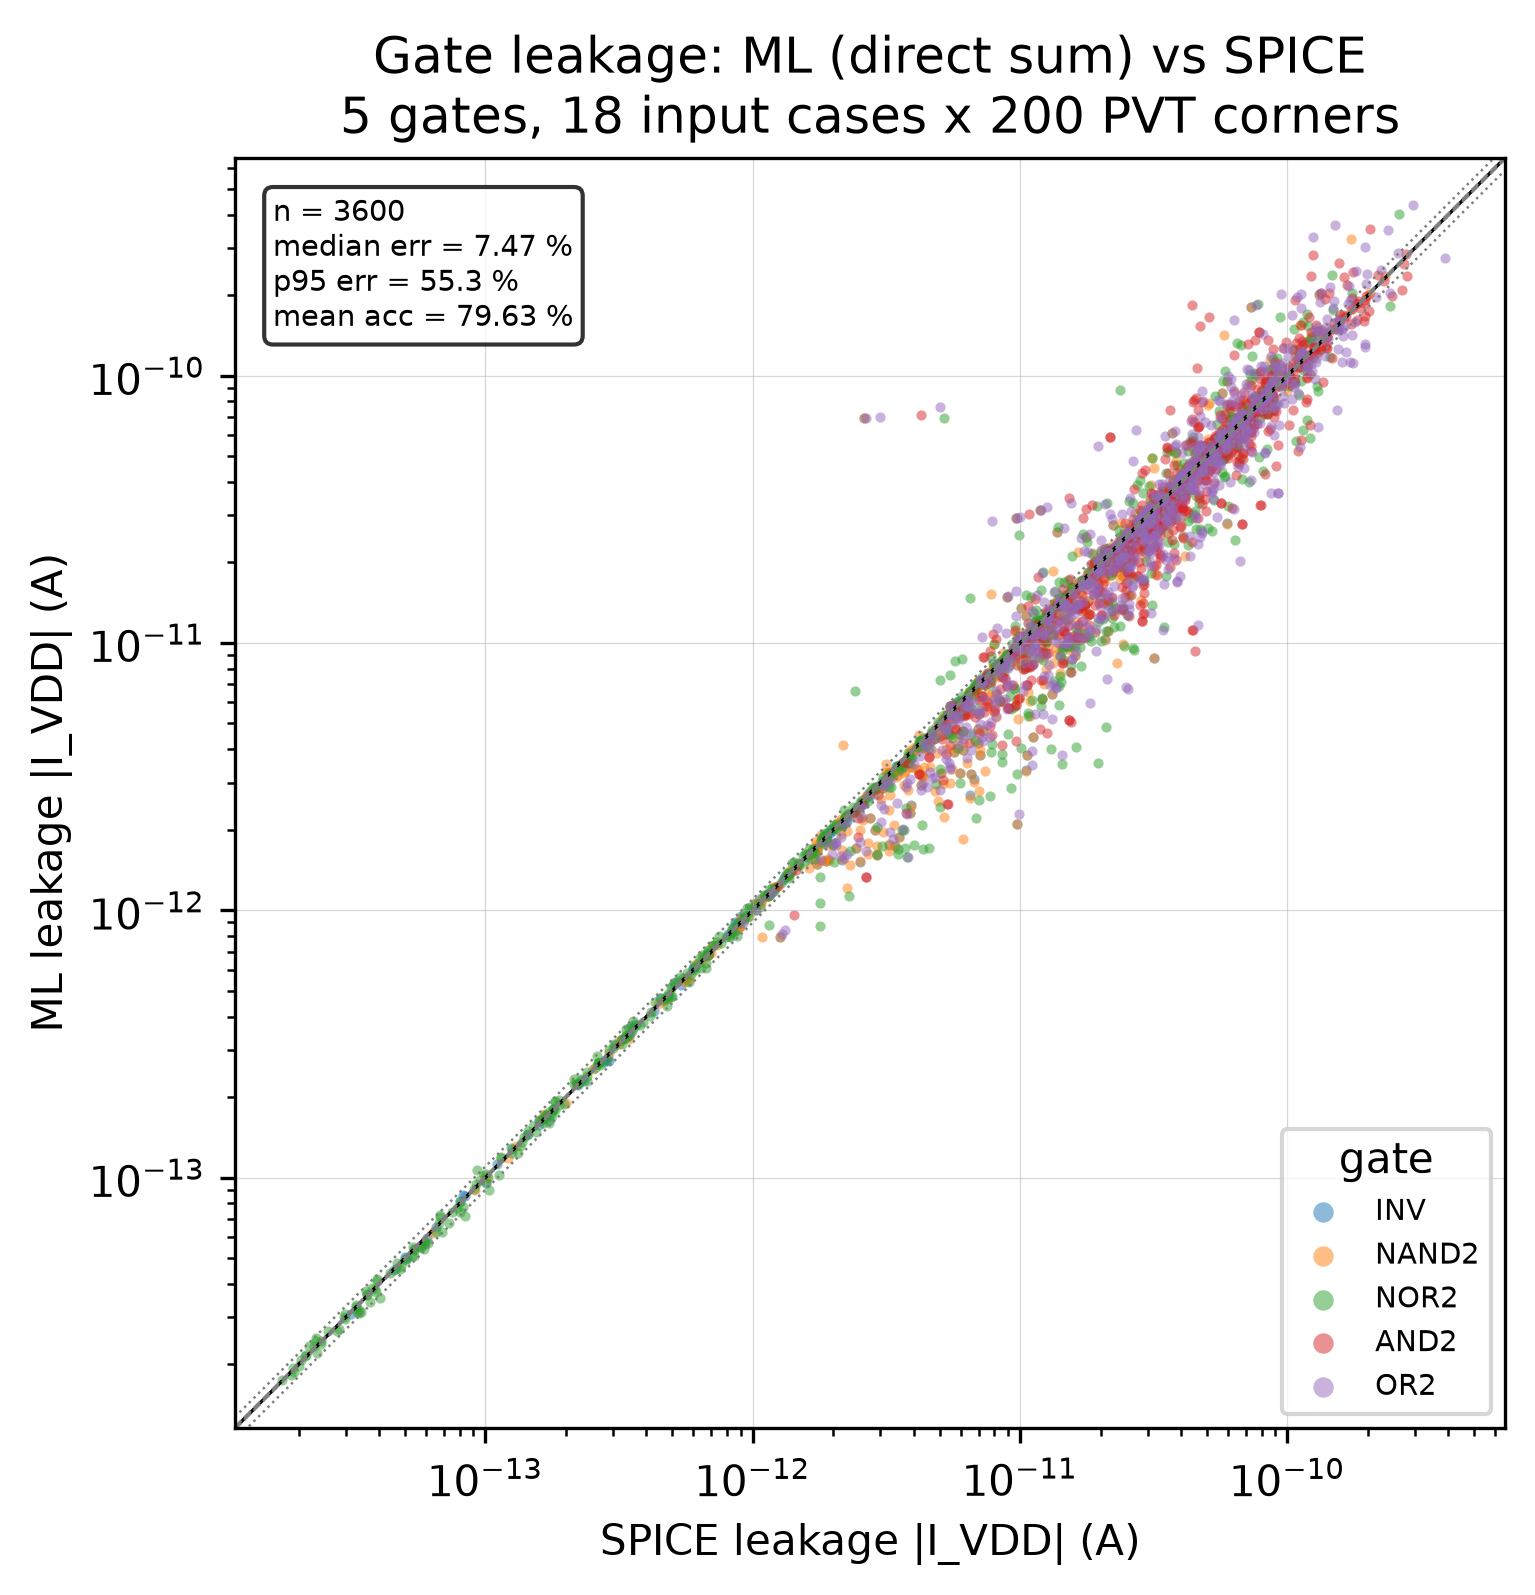 Gate leakage: ML (direct sum) vs SPICE
5 gates, 18 input cases x 200 PVT corners
n = 3600
median err = 7.47 %
p95 err = 55.3 %
mean acc = 79.63 %
ML leakage |I_VDD| (A)
10⁻¹⁰
10⁻¹¹
10⁻¹²
10⁻¹³
gate
INV
NAND2
NOR2
AND2
OR2
10⁻¹³ 10⁻¹² 10⁻¹¹ 10⁻¹⁰
SPICE leakage |I_VDD| (A)